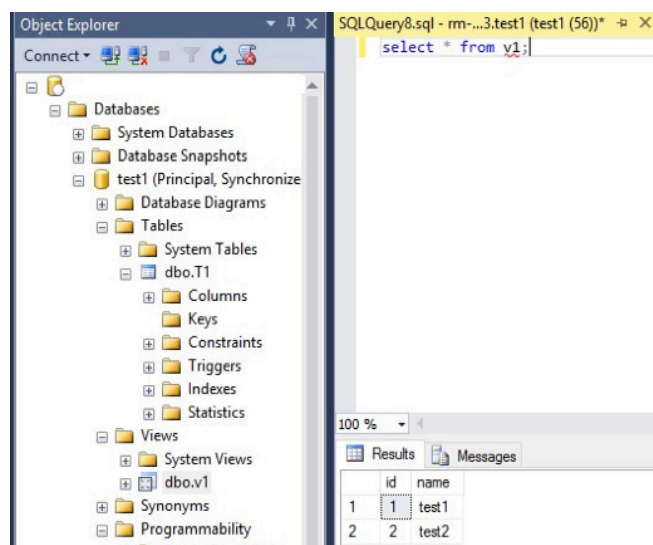 Object Explorer
Connect
Databases
System Databases
Database Snapshots
test1 (Principal, Synchronize
Database Diagrams
Tables
System Tables
dbo.T1
Columns
Keys
Constraints
Triggers
Indexes
Statistics
Views
System Views
dbo.v1
Synonyms
Programmability
SQLQuery8.sql - rm-...3.test1 (test1 (56))*
select * from v1;
100 %
Results Messages
id name
1 1 test1
2 2 test2